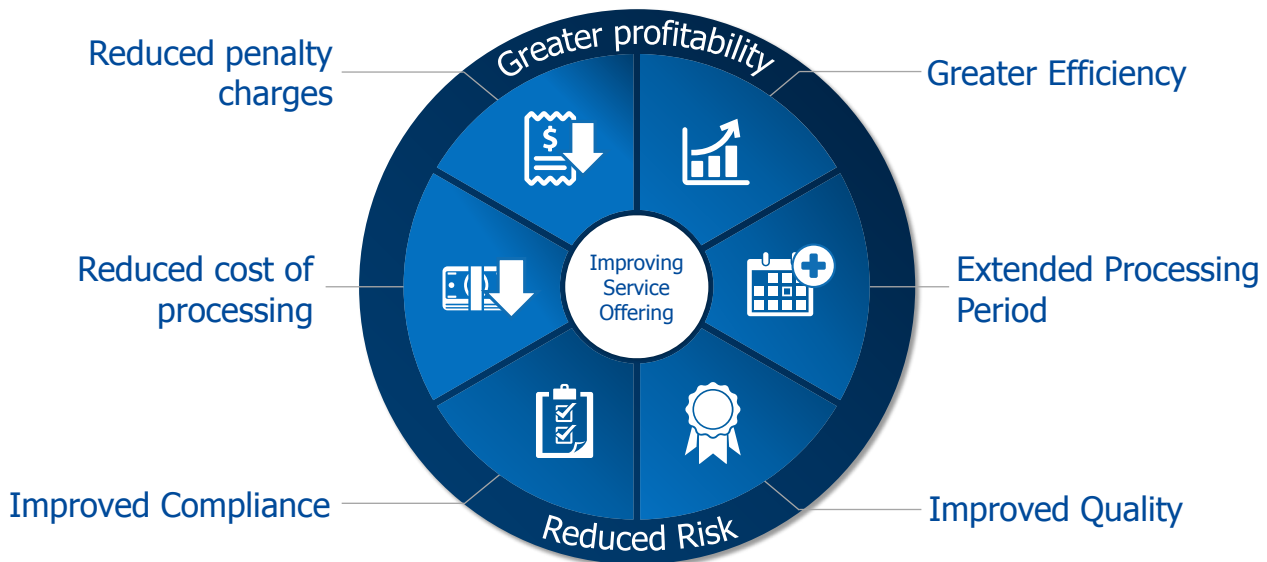 Greater profitability
Reduced penalty
charges
Greater Efficiency
$
Reduced cost of
processing
Improving
Service
Offering
Extended Processing
Period
Improved Compliance
Improved Quality
Reduced Risk